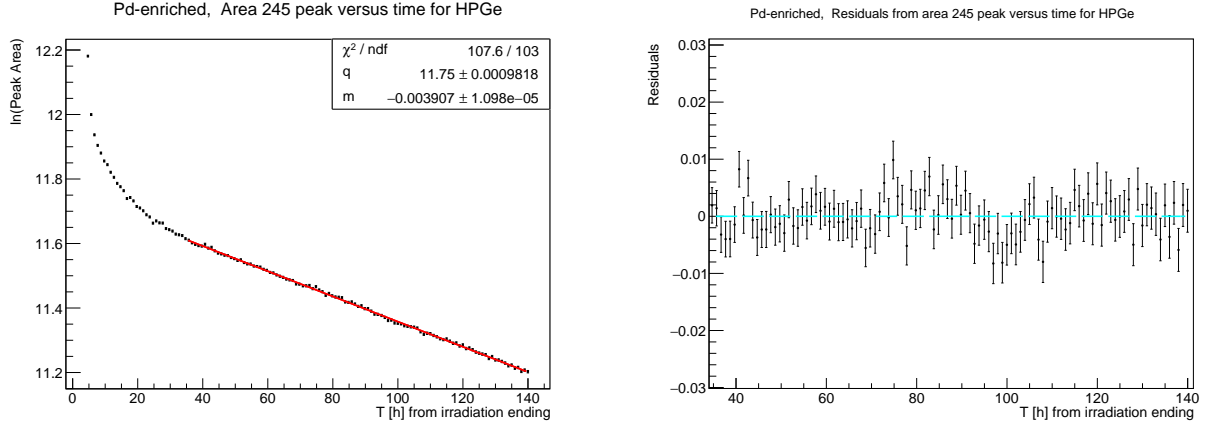 Pd-enriched, Area 245 peak versus time for HPGe
ln(Peak Area)
12.2
12
11.8
11.6
11.4
11.2
χ² / ndf 107.6 / 103
q 11.75 ± 0.0009818
m −0.003907 ± 1.098e−05
0 20 40 60 80 100 120 140
T [h] from irradiation ending
Pd-enriched, Residuals from area 245 peak versus time for HPGe
Residuals
0.03
0.02
0.01
0
−0.01
−0.02
−0.03
40 60 80 100 120 140
T [h] from irradiation ending